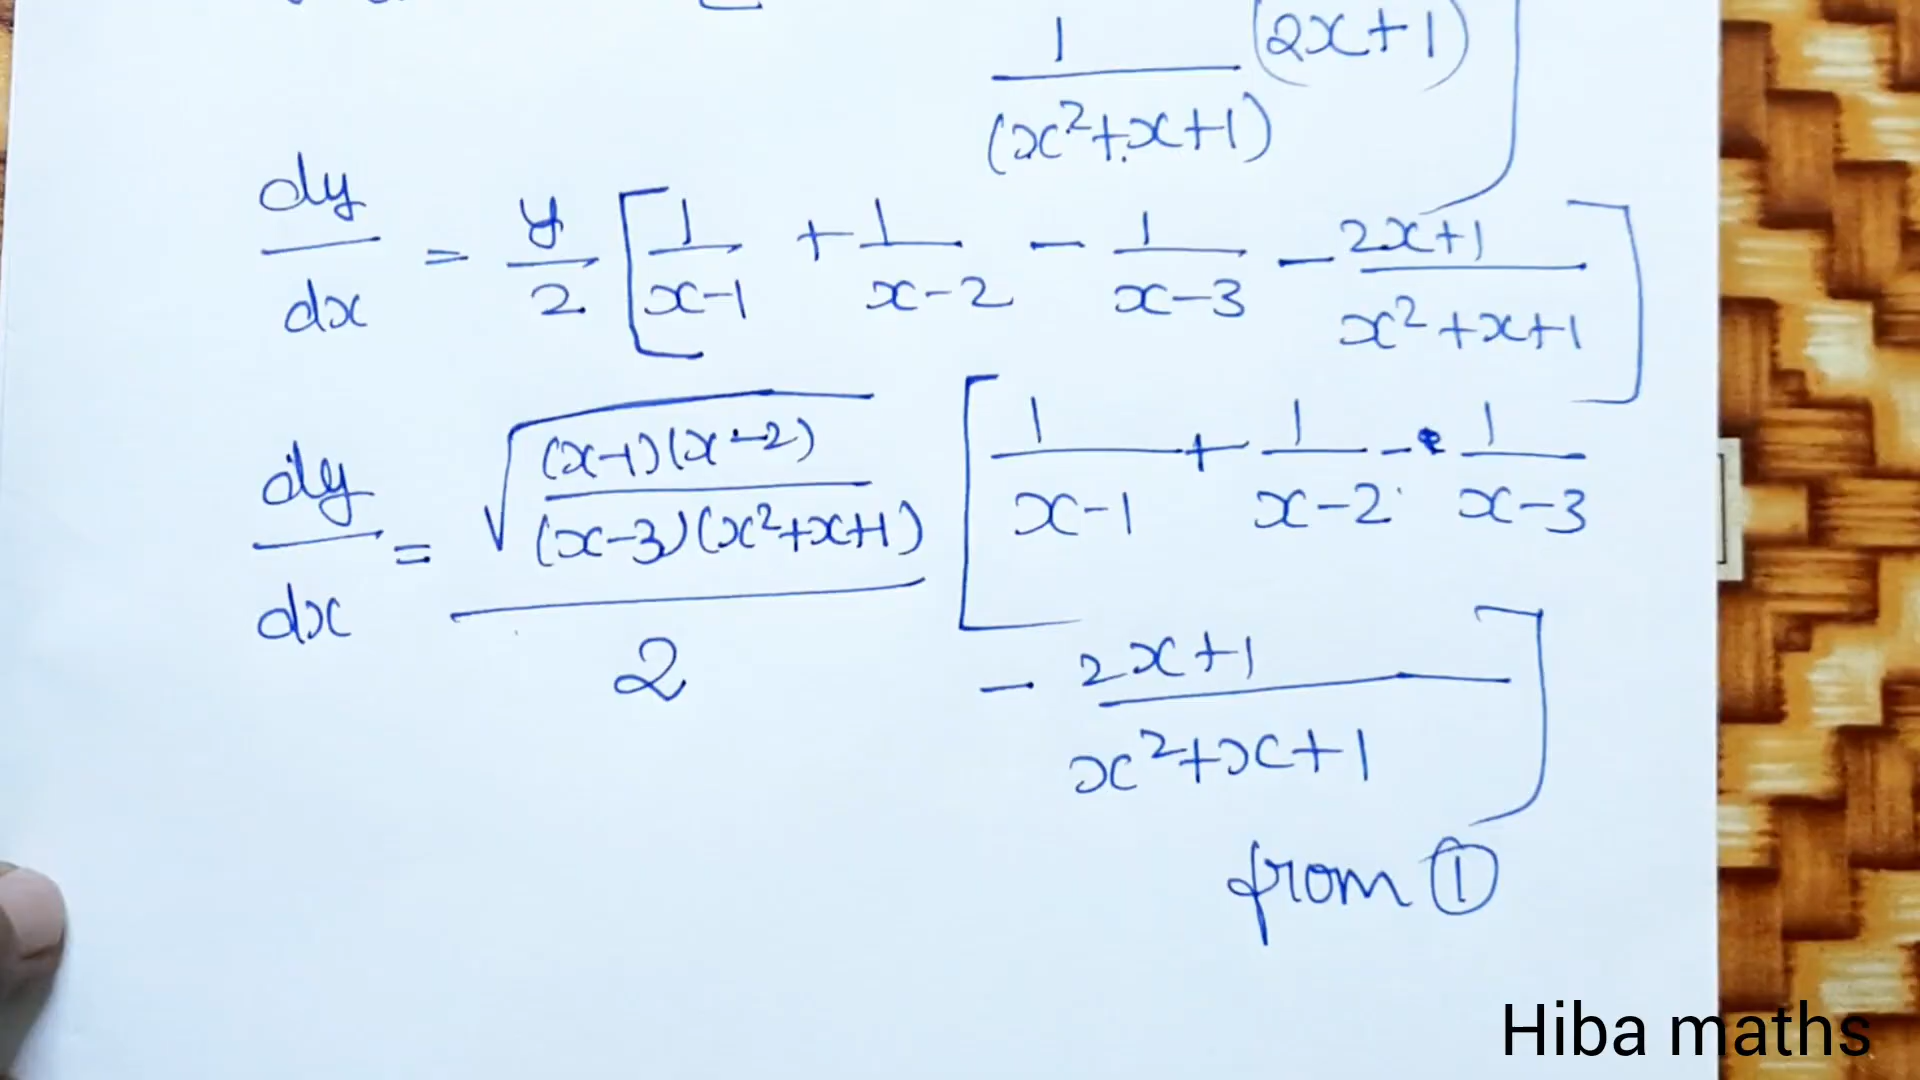 1/(x²+x+1) (2x+1)
dy/dx = y/2 [1/(x-1) + 1/(x-2) - 1/(x-3) - (2x+1)/(x²+x+1)]
dy/dx = √((x-1)(x-2)/(x-3)(x²+x+1))/2 [1/(x-1) + 1/(x-2) - 1/(x-3)
- (2x+1)/(x²+x+1)]
from ①
Hiba maths